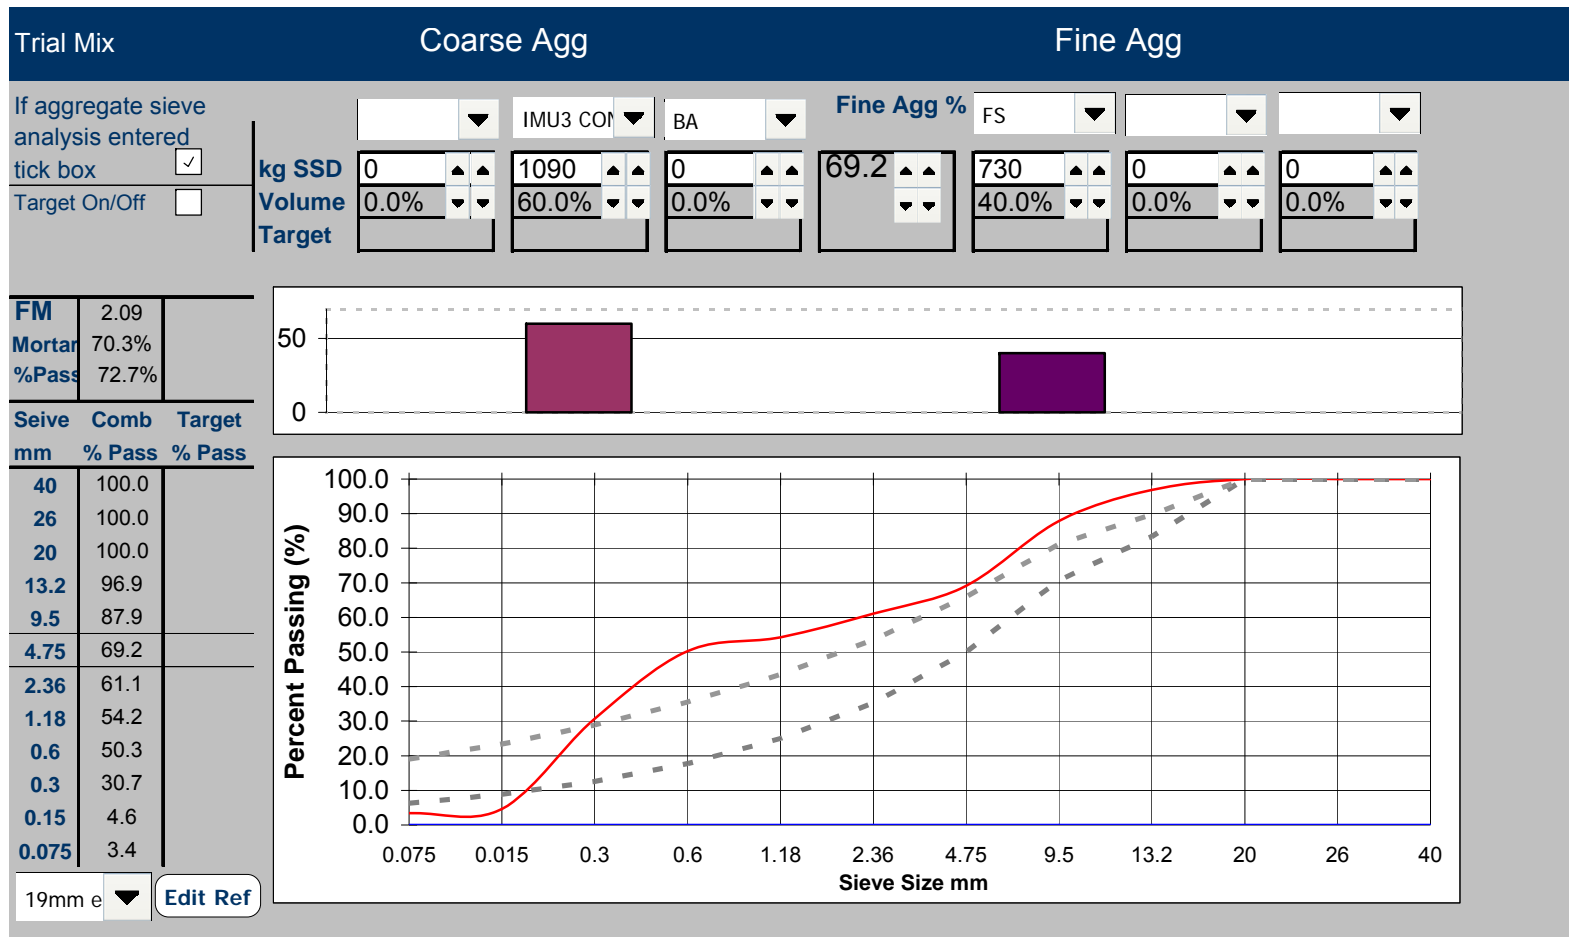 Trial Mix Coarse Agg Fine Agg
If aggregate sieve
analysis entered
tick box
Target On/Off
IMU3 CON BA Fine Agg % FS
kg SSD 0 1090 0 69.2 730 0 0
Volume 0.0% 60.0% 0.0% 40.0% 0.0% 0.0%
Target
FM 2.09
Mortar 70.3%
%Pass 72.7%
Seive Comb Target
mm % Pass % Pass
40 100.0
26 100.0
20 100.0
13.2 96.9
9.5 87.9
4.75 69.2
2.36 61.1
1.18 54.2
0.6 50.3
0.3 30.7
0.15 4.6
0.075 3.4
19mm e Edit Ref
50
0
100.0
90.0
80.0
70.0
60.0
50.0
40.0
30.0
20.0
10.0
0.0
Percent Passing (%)
0.075 0.015 0.3 0.6 1.18 2.36 4.75 9.5 13.2 20 26 40
Sieve Size mm